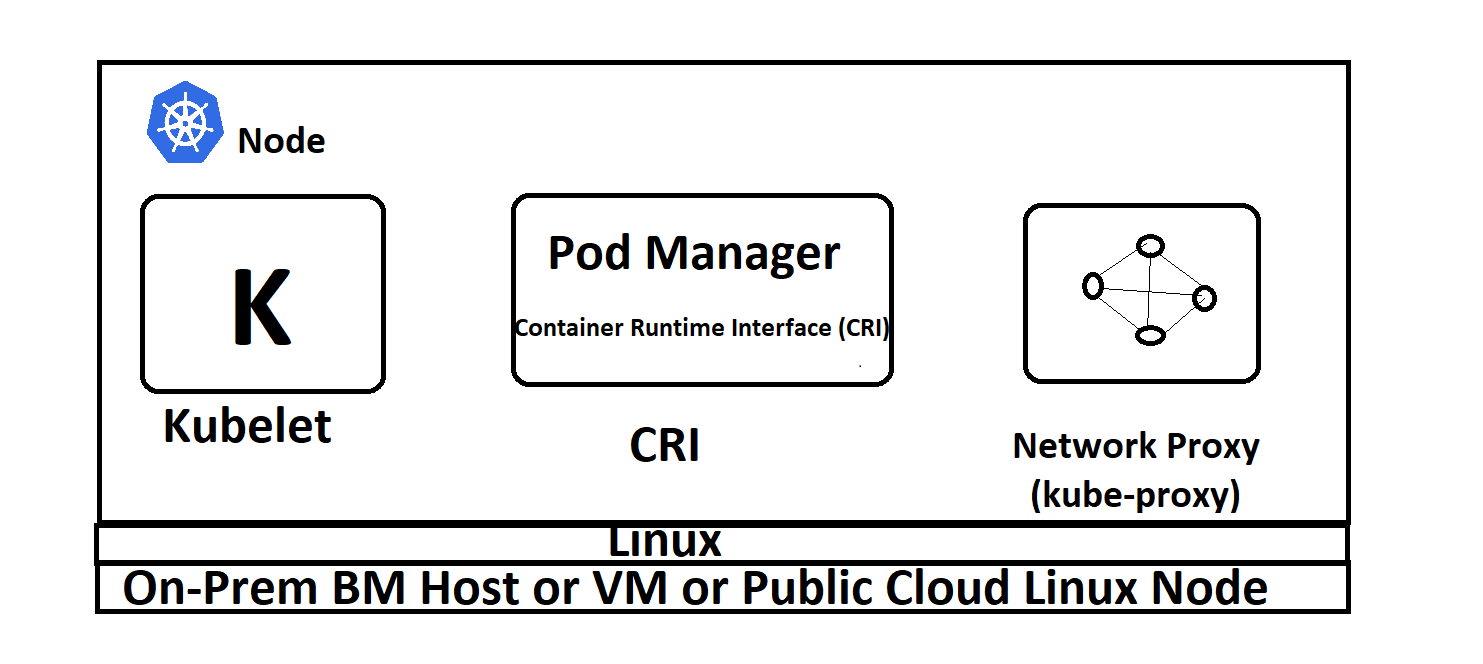 Node
K
Kubelet
Pod Manager
Container Runtime Interface (CRI)
CRI
Network Proxy
(kube-proxy)
Linux
On-Prem BM Host or VM or Public Cloud Linux Node